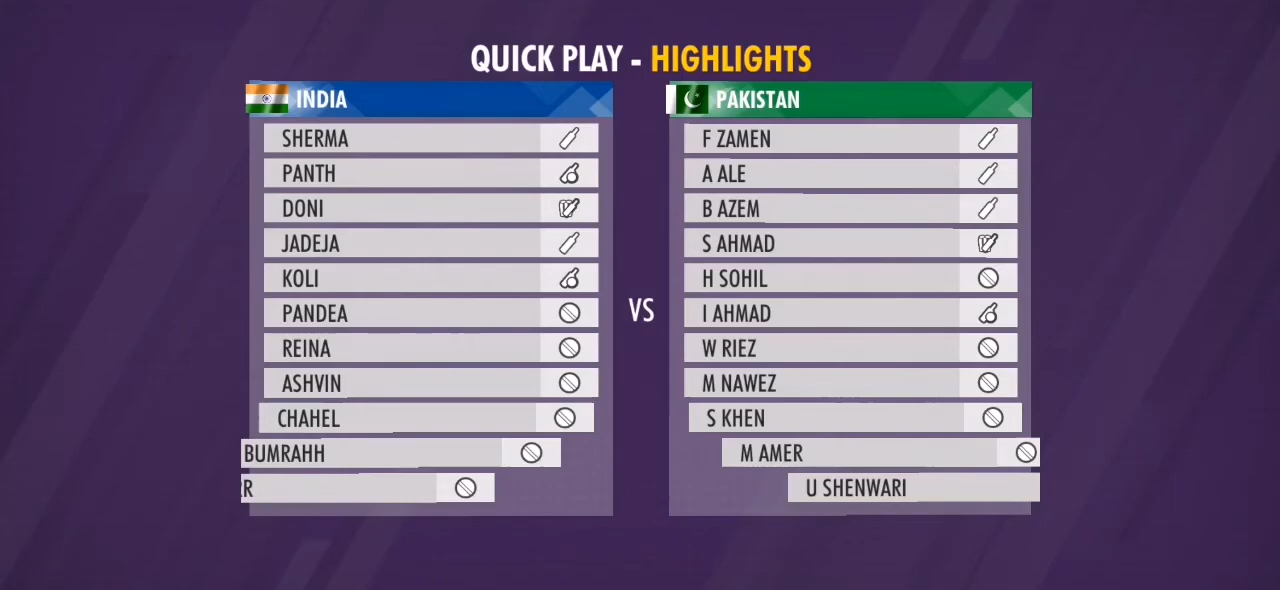 QUICK PLAY - HIGHLIGHTS
INDIA
SHERMA
PANTH
DONI
JADEJA
KOLI
PANDEA
REINA
ASHVIN
CHAHEL
BUMRAHH
VS
PAKISTAN
F ZAMEN
A ALE
B AZEM
S AHMAD
H SOHIL
I AHMAD
W RIEZ
M NAWEZ
S KHEN
M AMER
U SHENWARI